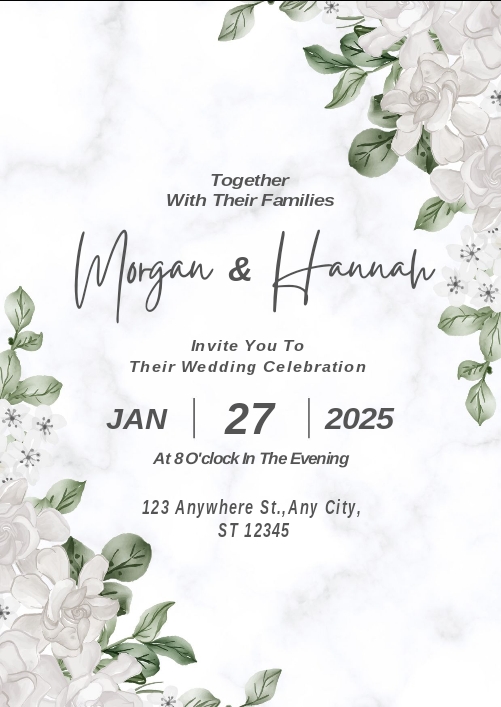 Together
With Their Families
Morgan & Hannah
Invite You To
Their Wedding Celebration
JAN 27 2025
At 8 O'clock In The Evening
123 Anywhere St.,Any City,
ST 12345